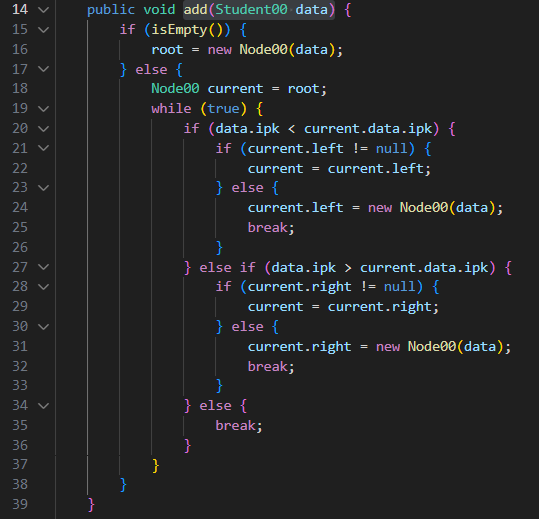 14 public void add(Student00 data) {
15 if (isEmpty()) {
16 root = new Node00(data);
17 } else {
18 Node00 current = root;
19 while (true) {
20 if (data.ipk < current.data.ipk) {
21 if (current.left != null) {
22 current = current.left;
23 } else {
24 current.left = new Node00(data);
25 break;
26 }
27 } else if (data.ipk > current.data.ipk) {
28 if (current.right != null) {
29 current = current.right;
30 } else {
31 current.right = new Node00(data);
32 break;
33 }
34 } else {
35 break;
36 }
37 }
38 }
39 }